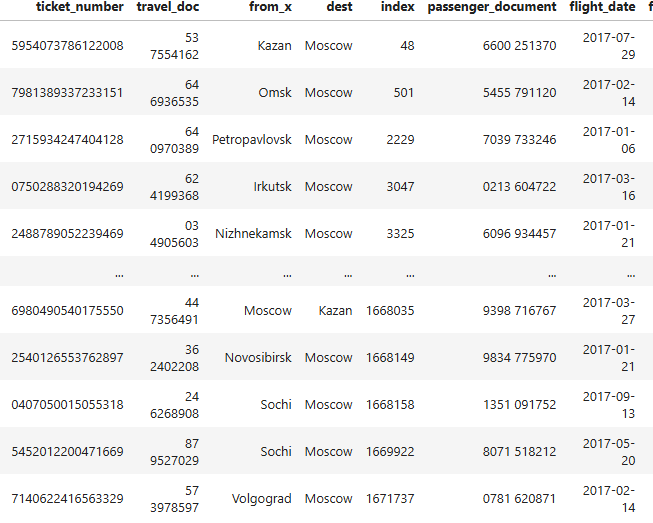 ticket_number travel_doc from_x dest index passenger_document flight_date f
5954073786122008 53 7554162 Kazan Moscow 48 6600 251370 2017-07-29
7981389337233151 64 6936535 Omsk Moscow 501 5455 791120 2017-02-14
2715934247404128 64 0970389 Petropavlovsk Moscow 2229 7039 733246 2017-01-06
0750288320194269 62 4199368 Irkutsk Moscow 3047 0213 604722 2017-03-16
2488789052239469 03 4905603 Nizhnekamsk Moscow 3325 6096 934457 2017-01-21
... ... ... ... ... ... ...
6980490540175550 44 7356491 Moscow Kazan 1668035 9398 716767 2017-03-27
2540126553762897 36 2402208 Novosibirsk Moscow 1668149 9834 775970 2017-01-21
0407050015055318 24 6268908 Sochi Moscow 1668158 1351 091752 2017-09-13
5452012200471669 87 9527029 Sochi Moscow 1669922 8071 518212 2017-05-20
7140622416563329 57 3978597 Volgograd Moscow 1671737 0781 620871 2017-02-14